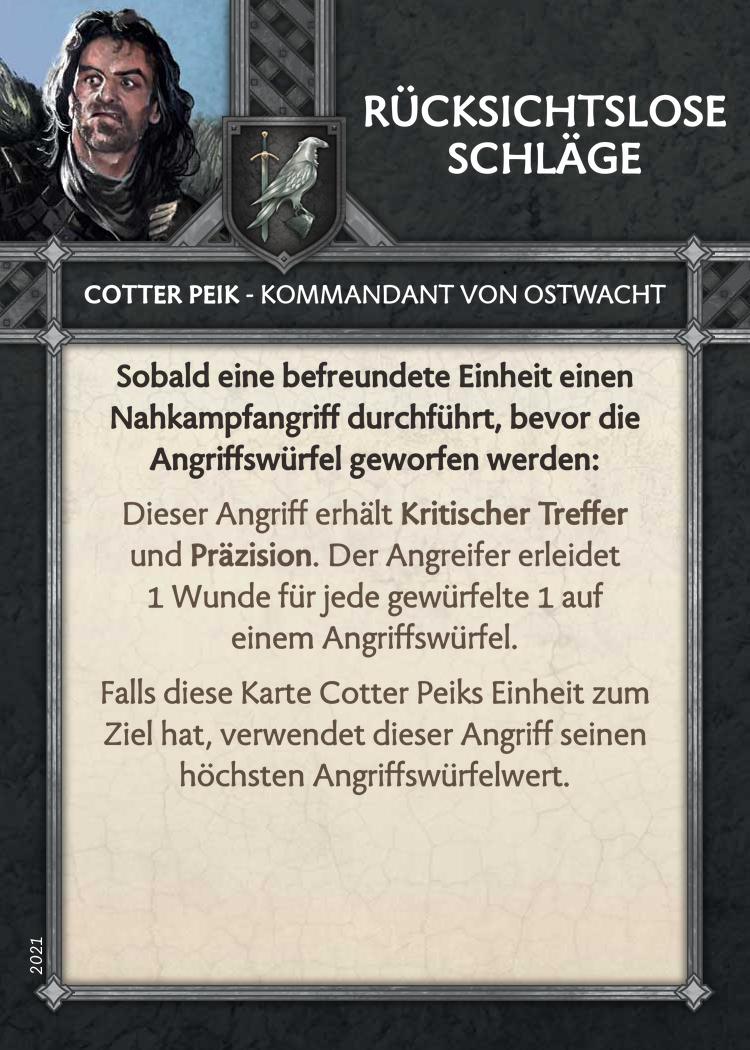 RÜCKSICHTSLOSE
SCHLÄGE
COTTER PEIK - KOMMANDANT VON OSTWACHT
Sobald eine befreundete Einheit einen
Nahkampfangriff durchführt, bevor die
Angriffswürfel geworfen werden:
Dieser Angriff erhält Kritischer Treffer
und Präzision. Der Angreifer erleidet
1 Wunde für jede gewürfelte 1 auf
einem Angriffswürfel.
Falls diese Karte Cotter Peiks Einheit zum
Ziel hat, verwendet dieser Angriff seinen
höchsten Angriffswürfelwert.
2021